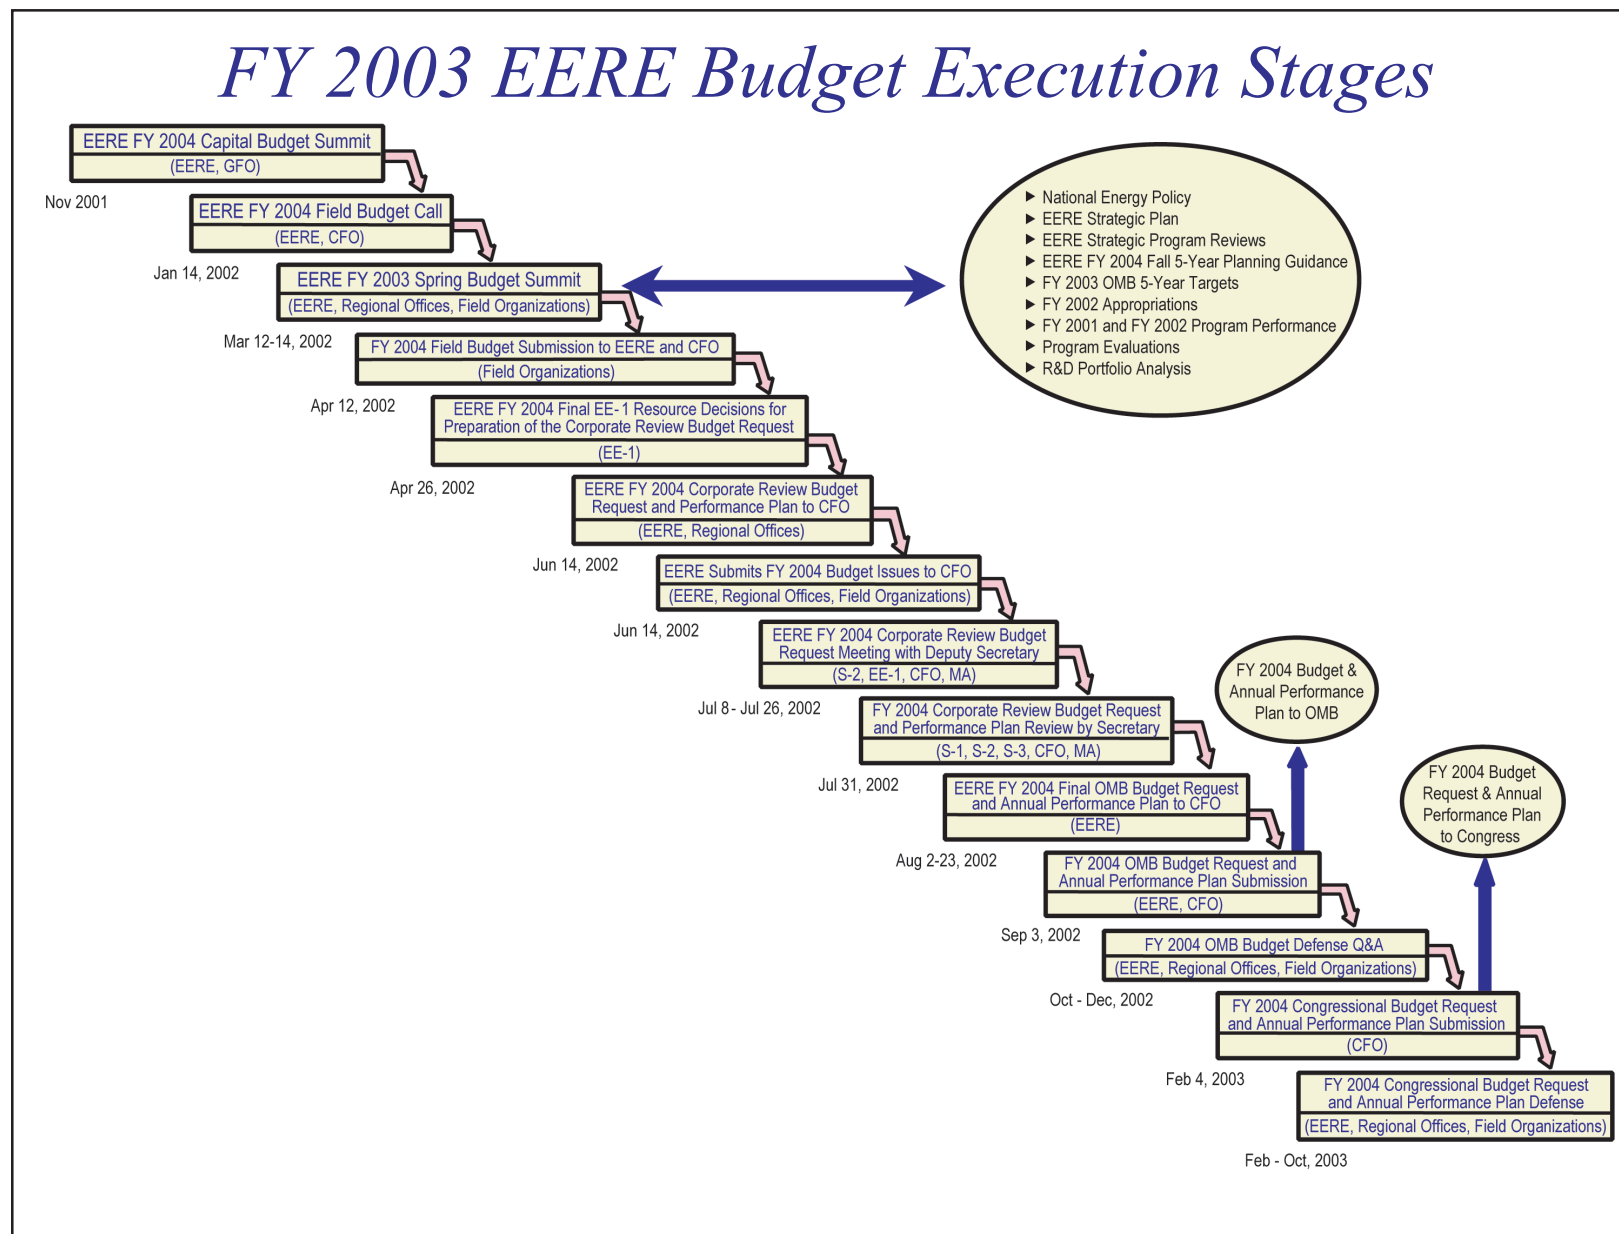 FY 2003 EERE Budget Execution Stages
EERE FY 2004 Capital Budget Summit
(EERE, GFO)
Nov 2001
EERE FY 2004 Field Budget Call
(EERE, CFO)
Jan 14, 2002
EERE FY 2003 Spring Budget Summit
(EERE, Regional Offices, Field Organizations)
Mar 12-14, 2002
National Energy Policy
EERE Strategic Plan
EERE Strategic Program Reviews
EERE FY 2004 Fall 5-Year Planning Guidance
FY 2003 OMB 5-Year Targets
FY 2002 Appropriations
FY 2001 and FY 2002 Program Performance
Program Evaluations
R&D Portfolio Analysis
FY 2004 Field Budget Submission to EERE and CFO
(Field Organizations)
Apr 12, 2002
EERE FY 2004 Final EE-1 Resource Decisions for
Preparation of the Corporate Review Budget Request
(EE-1)
Apr 26, 2002
EERE FY 2004 Corporate Review Budget
Request and Performance Plan to CFO
(EERE, Regional Offices)
Jun 14, 2002
EERE Submits FY 2004 Budget Issues to CFO
(EERE, Regional Offices, Field Organizations)
Jun 14, 2002
EERE FY 2004 Corporate Review Budget
Request Meeting with Deputy Secretary
(S-2, EE-1, CFO, MA)
Jul 8 - Jul 26, 2002
FY 2004 Corporate Review Budget Request
and Performance Plan Review by Secretary
(S-1, S-2, S-3, CFO, MA)
Jul 31, 2002
EERE FY 2004 Final OMB Budget Request
and Annual Performance Plan to CFO
(EERE)
Aug 2-23, 2002
FY 2004 Budget &
Annual Performance
Plan to OMB
FY 2004 OMB Budget Request and
Annual Performance Plan Submission
(EERE, CFO)
Sep 3, 2002
FY 2004 OMB Budget Defense Q&A
(EERE, Regional Offices, Field Organizations)
Oct - Dec, 2002
FY 2004 Budget
Request & Annual
Performance Plan
to Congress
FY 2004 Congressional Budget Request
and Annual Performance Plan Submission
(CFO)
Feb 4, 2003
FY 2004 Congressional Budget Request
and Annual Performance Plan Defense
(EERE, Regional Offices, Field Organizations)
Feb - Oct, 2003